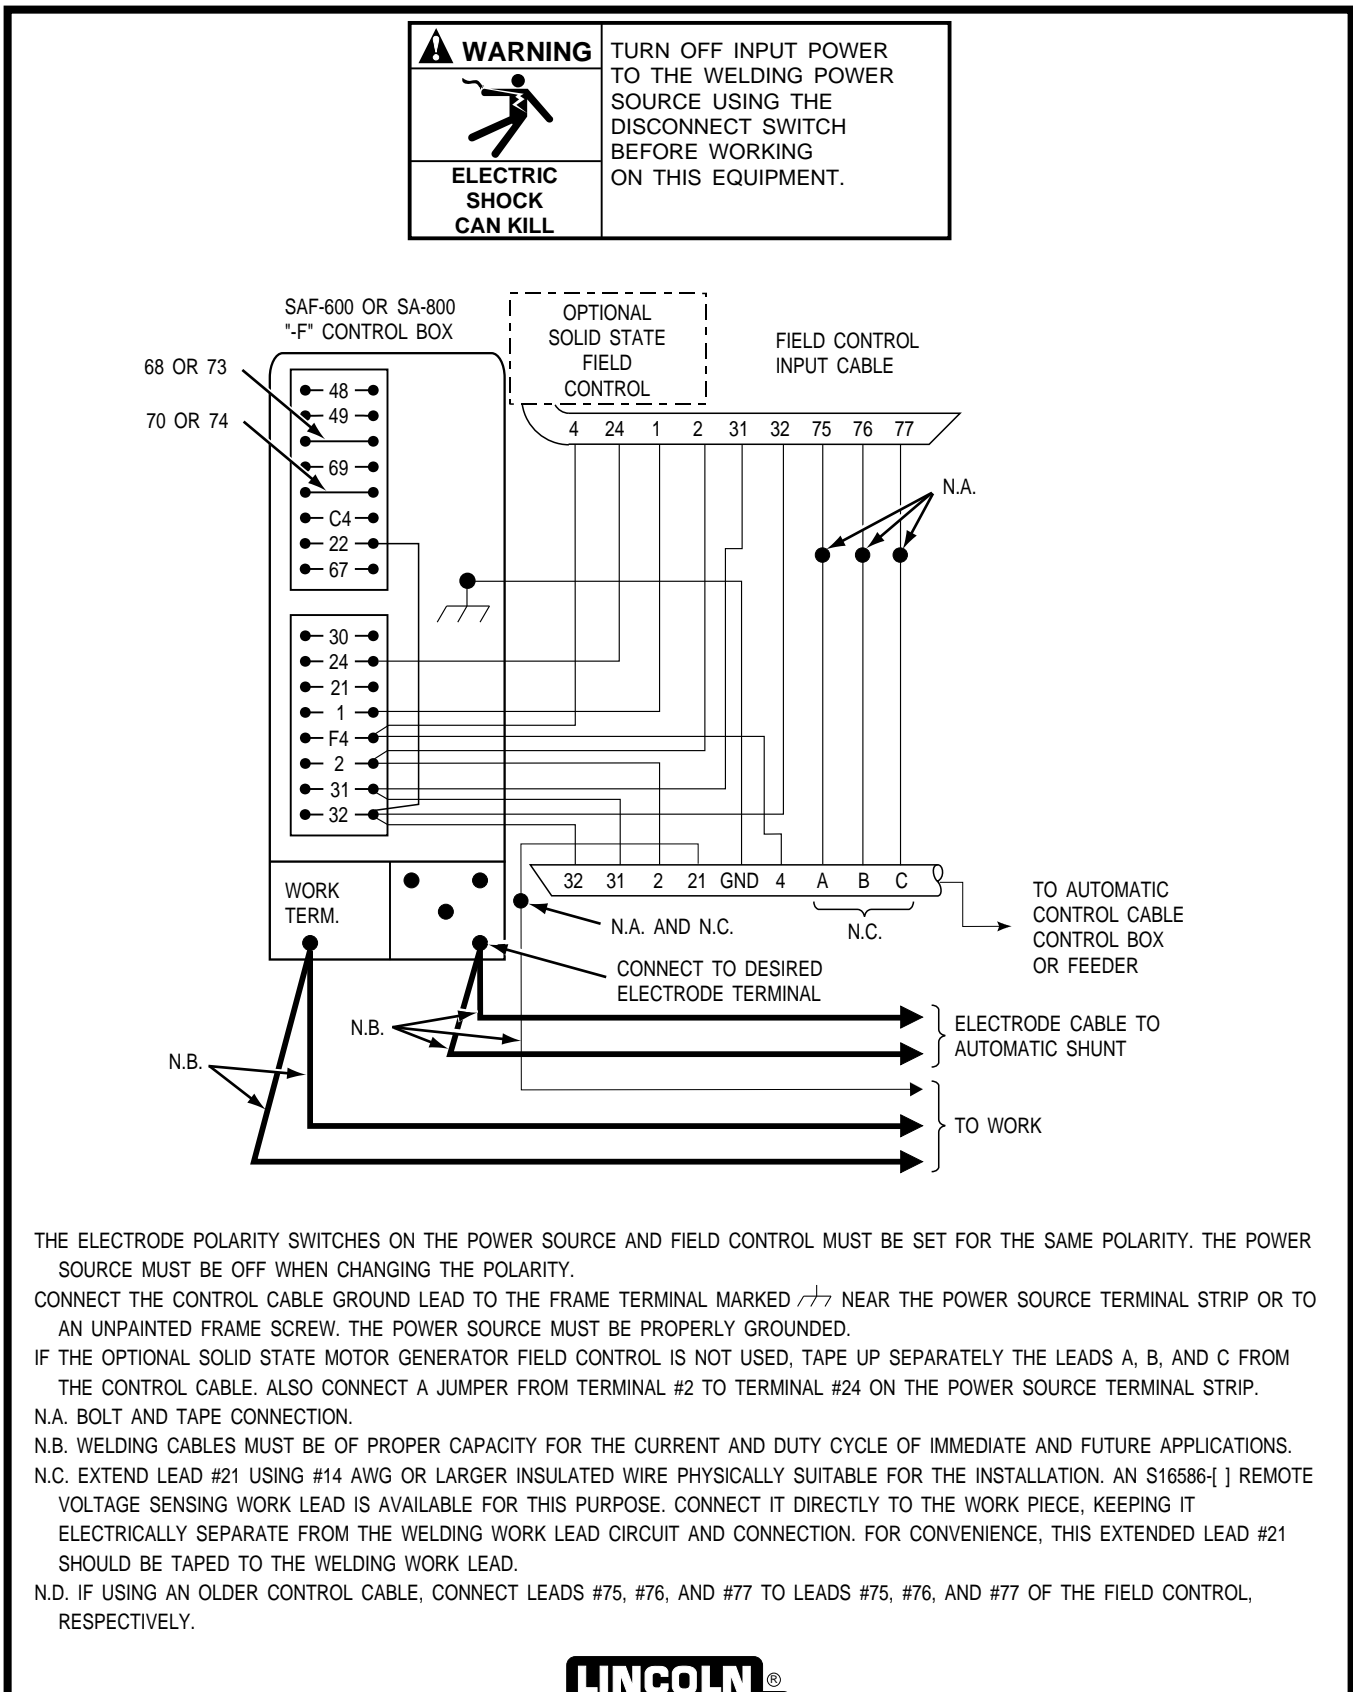 WARNING
TURN OFF INPUT POWER
TO THE WELDING POWER
SOURCE USING THE
DISCONNECT SWITCH
BEFORE WORKING
ON THIS EQUIPMENT.
ELECTRIC
SHOCK
CAN KILL
SAF-600 OR SA-800
"-F" CONTROL BOX
OPTIONAL
SOLID STATE
FIELD
CONTROL
FIELD CONTROL
INPUT CABLE
68 OR 73
70 OR 74
48
49
69
C4
22
67
4 24 1 2 31 32 75 76 77
N.A.
30
24
21
1
F4
2
31
32
WORK
TERM.
32 31 2 21 GND 4 A B C
N.A. AND N.C.
N.C.
TO AUTOMATIC
CONTROL CABLE
CONTROL BOX
OR FEEDER
CONNECT TO DESIRED
ELECTRODE TERMINAL
N.B.
ELECTRODE CABLE TO
AUTOMATIC SHUNT
N.B.
TO WORK
THE ELECTRODE POLARITY SWITCHES ON THE POWER SOURCE AND FIELD CONTROL MUST BE SET FOR THE SAME POLARITY. THE POWER
SOURCE MUST BE OFF WHEN CHANGING THE POLARITY.
CONNECT THE CONTROL CABLE GROUND LEAD TO THE FRAME TERMINAL MARKED NEAR THE POWER SOURCE TERMINAL STRIP OR TO
AN UNPAINTED FRAME SCREW. THE POWER SOURCE MUST BE PROPERLY GROUNDED.
IF THE OPTIONAL SOLID STATE MOTOR GENERATOR FIELD CONTROL IS NOT USED, TAPE UP SEPARATELY THE LEADS A, B, AND C FROM
THE CONTROL CABLE. ALSO CONNECT A JUMPER FROM TERMINAL #2 TO TERMINAL #24 ON THE POWER SOURCE TERMINAL STRIP.
N.A. BOLT AND TAPE CONNECTION.
N.B. WELDING CABLES MUST BE OF PROPER CAPACITY FOR THE CURRENT AND DUTY CYCLE OF IMMEDIATE AND FUTURE APPLICATIONS.
N.C. EXTEND LEAD #21 USING #14 AWG OR LARGER INSULATED WIRE PHYSICALLY SUITABLE FOR THE INSTALLATION. AN S16586-[ ] REMOTE
VOLTAGE SENSING WORK LEAD IS AVAILABLE FOR THIS PURPOSE. CONNECT IT DIRECTLY TO THE WORK PIECE, KEEPING IT
ELECTRICALLY SEPARATE FROM THE WELDING WORK LEAD CIRCUIT AND CONNECTION. FOR CONVENIENCE, THIS EXTENDED LEAD #21
SHOULD BE TAPED TO THE WELDING WORK LEAD.
N.D. IF USING AN OLDER CONTROL CABLE, CONNECT LEADS #75, #76, AND #77 TO LEADS #75, #76, AND #77 OF THE FIELD CONTROL,
RESPECTIVELY.
LINCOLN ®